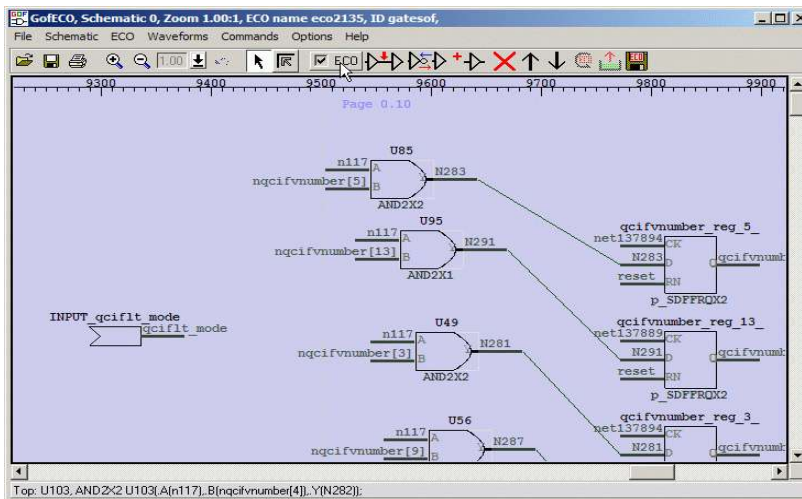 GofECO, Schematic 0, Zoom 1.00:1, ECO name eco2135, ID gatesof,
File Schematic ECO Waveforms Commands Options Help
1.00 ECO
9300 9400 9500 9600 9700 9800 9900
Page 0.10
U85
n117 A N283
nqcifvnumber[5] B
AND2X2
U95
n117 A N291
nqcifvnumber[13] B
AND2X1
qcifvnumber_reg_5_
net137894 CK
N283 D Q qcifvnumb
reset RN
p_SDFFRQX2
INPUT_qciflt_mode
qciflt_mode
U49
n117 A N281
nqcifvnumber[3] B
AND2X2
qcifvnumber_reg_13_
net137889 CK
N291 D Q qcifvnumb
reset RN
p_SDFFRQX2
U56
n117 A N287
nqcifvnumber[9] B
qcifvnumber_reg_3_
net137894 CK
N281 D Q qcifvnumb
Top: U103, AND2X2 U103(.A(n117),.B(nqcifvnumber[4]),.Y(N282));